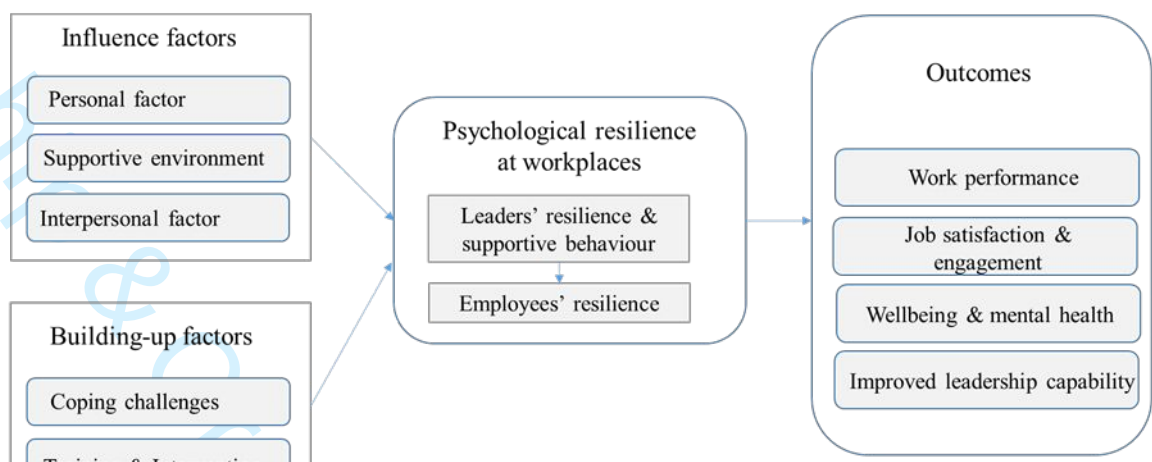 Influence factors
Personal factor
Supportive environment
Interpersonal factor
Building-up factors
Coping challenges
Psychological resilience
at workplaces
Leaders’ resilience &
supportive behaviour
Employees’ resilience
Outcomes
Work performance
Job satisfaction &
engagement
Wellbeing & mental health
Improved leadership capability